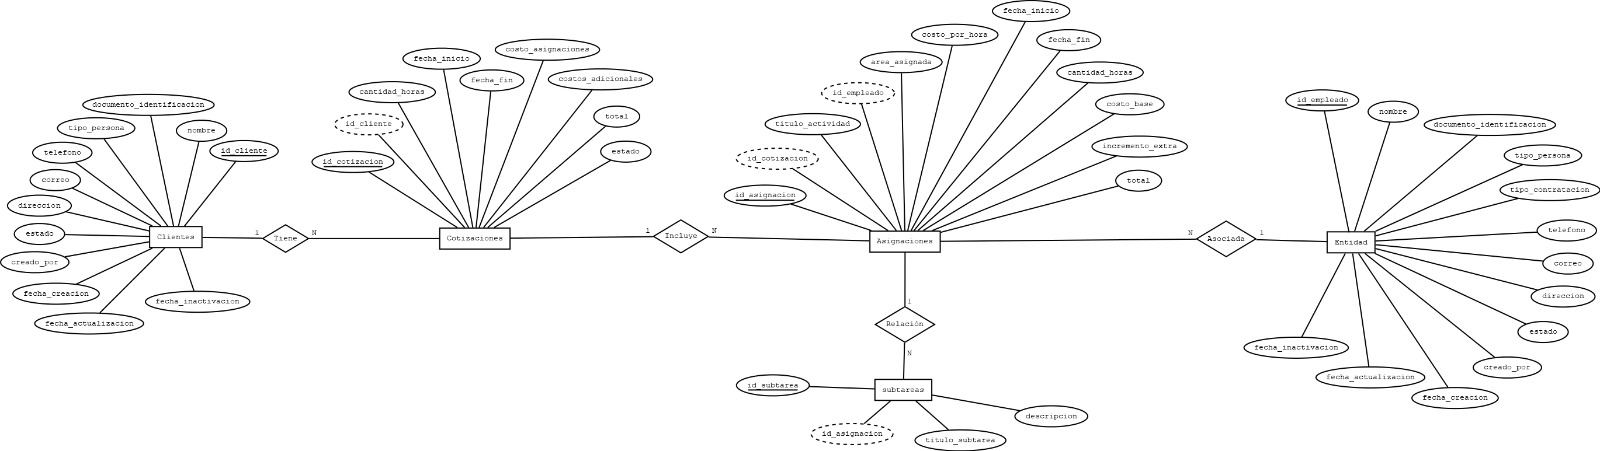 fecha_inicio
costo_por_hora
fecha_fin
costo_asignaciones
fecha_inicio
area_asignada
cantidad_horas
fecha_fin
costos_adicionales
cantidad_horas
id_empleado
costo_base
id_empleado
nombre
documento_identificacion
total
id_cliente
titulo_actividad
documento_identificacion
tipo_persona
nombre
telefono
id_cliente
estado
id_cotizacion
id_cotizacion
incremento_extra
tipo_persona
correo
id_asignacion
total
tipo_contratacion
direccion
estado
Clientes
1
Tiene
N
Cotizaciones
1
Incluye
N
Asignaciones
N
Asociada
1
Entidad
telefono
creado_por
correo
fecha_creacion
fecha_inactivacion
direccion
fecha_actualizacion
1
Relación
N
estado
fecha_inactivacion
creado_por
fecha_actualizacion
fecha_creacion
id_subtarea
subtareas
descripcion
id_asignacion
titulo_subtarea